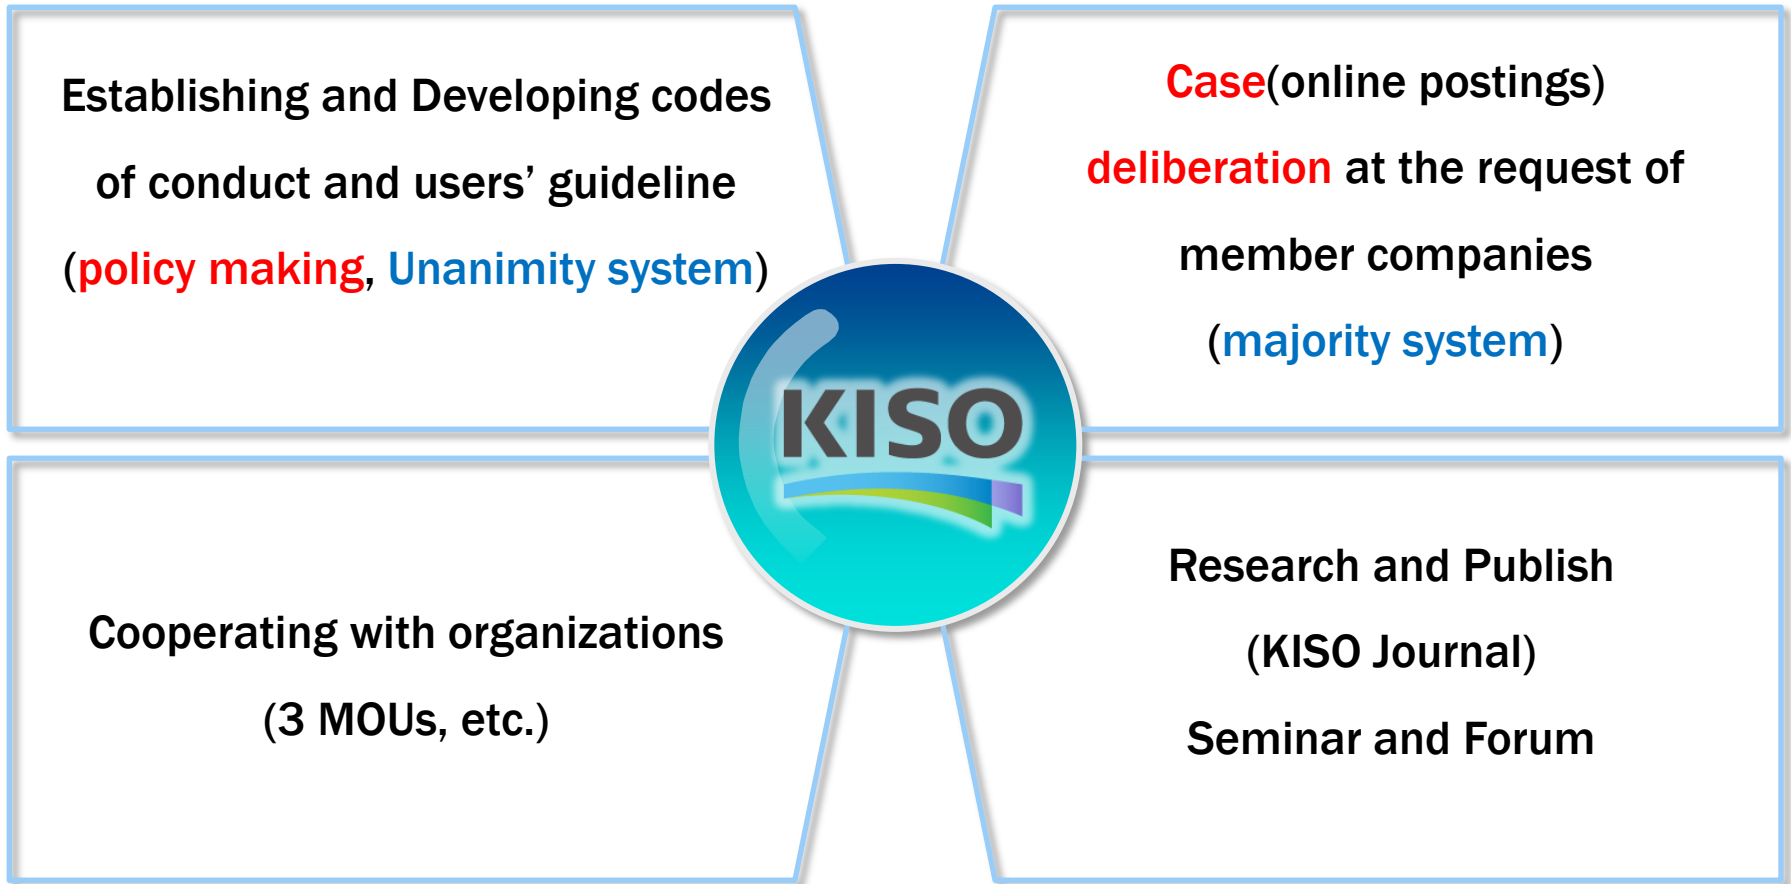 Establishing and Developing codes
of conduct and users’ guideline
(policy making, Unanimity system)
Case(online postings)
deliberation at the request of
member companies
(majority system)
KISO
Cooperating with organizations
(3 MOUs, etc.)
Research and Publish
(KISO Journal)
Seminar and Forum